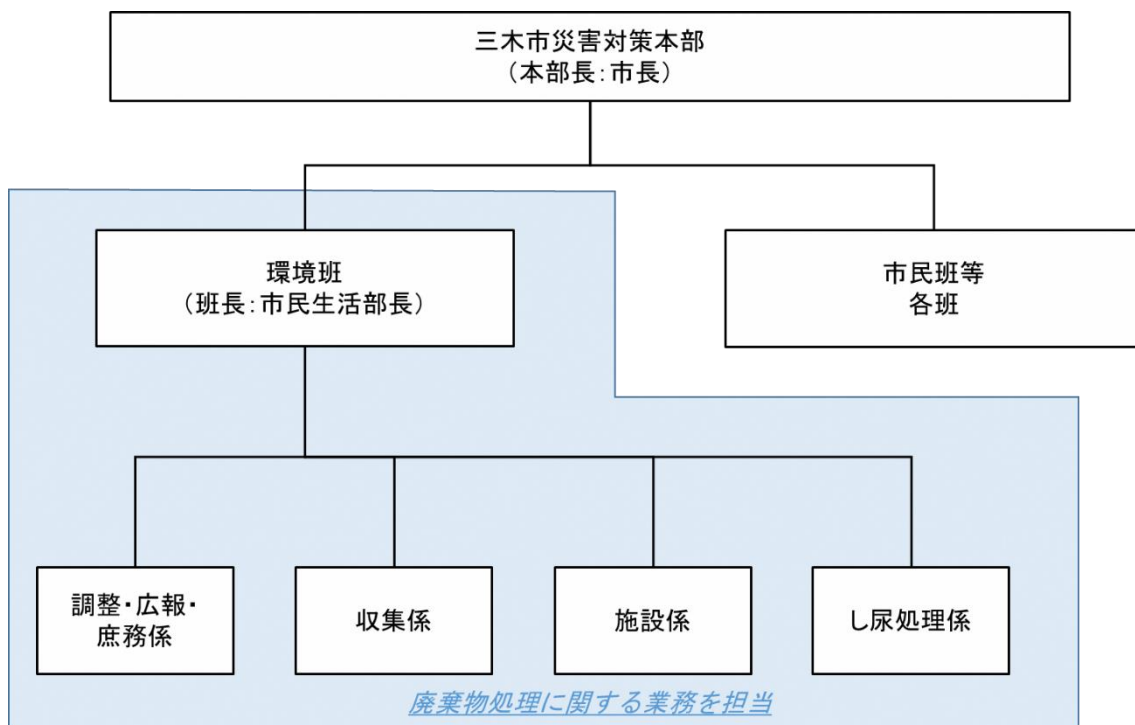 三木市災害対策本部
（本部長：市長）
環境班
（班長：市民生活部長）
市民班等
各班
調整・広報・
庶務係
収集係
施設係
し尿処理係
廃棄物処理に関する業務を担当